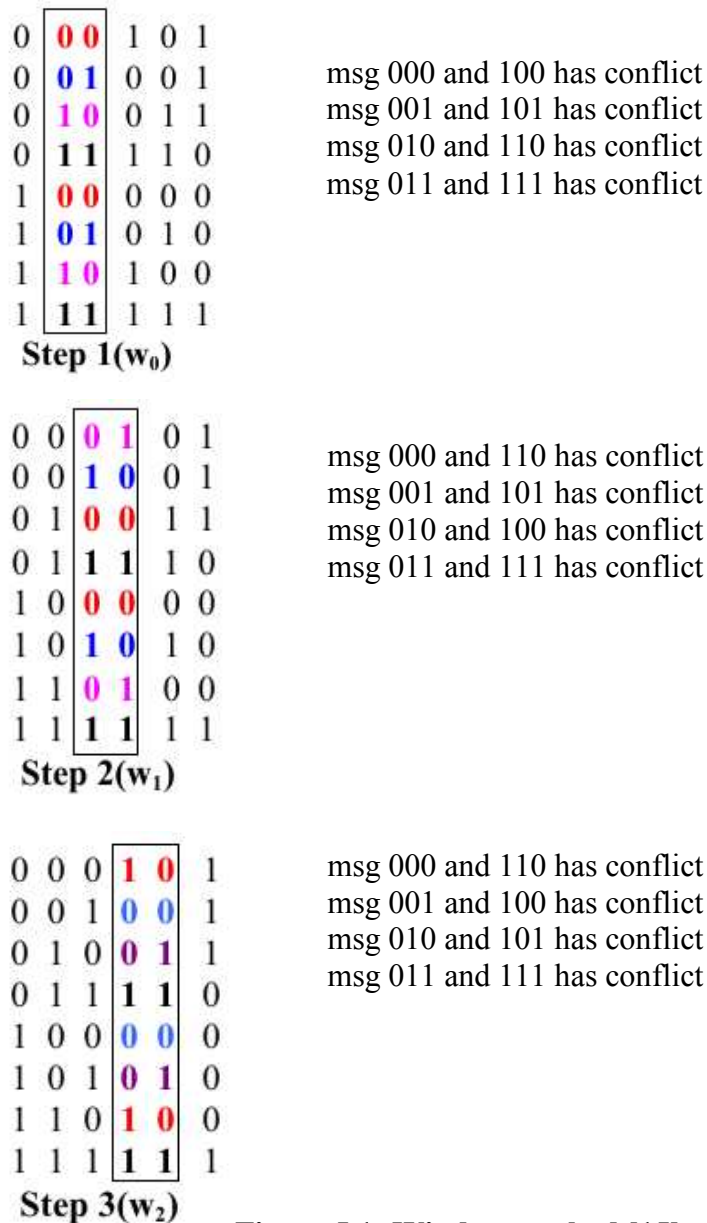 0 0 0 1 0 1
0 0 1 0 0 1
0 1 0 0 1 1
0 1 1 1 1 0
1 0 0 0 0 0
1 0 1 0 1 0
1 1 0 1 0 0
1 1 1 1 1 1
Step 1(w₀)
msg 000 and 100 has conflict
msg 001 and 101 has conflict
msg 010 and 110 has conflict
msg 011 and 111 has conflict
0 0 0 1 0 1
0 0 1 0 0 1
0 1 0 0 1 1
0 1 1 1 1 0
1 0 0 0 0 0
1 0 1 0 1 0
1 1 0 1 0 0
1 1 1 1 1 1
Step 2(w₁)
msg 000 and 110 has conflict
msg 001 and 101 has conflict
msg 010 and 100 has conflict
msg 011 and 111 has conflict
0 0 0 1 0 1
0 0 1 0 0 1
0 1 0 0 1 1
0 1 1 1 1 0
1 0 0 0 0 0
1 0 1 0 1 0
1 1 0 1 0 0
1 1 1 1 1 1
Step 3(w₂)
msg 000 and 110 has conflict
msg 001 and 100 has conflict
msg 010 and 101 has conflict
msg 011 and 111 has conflict